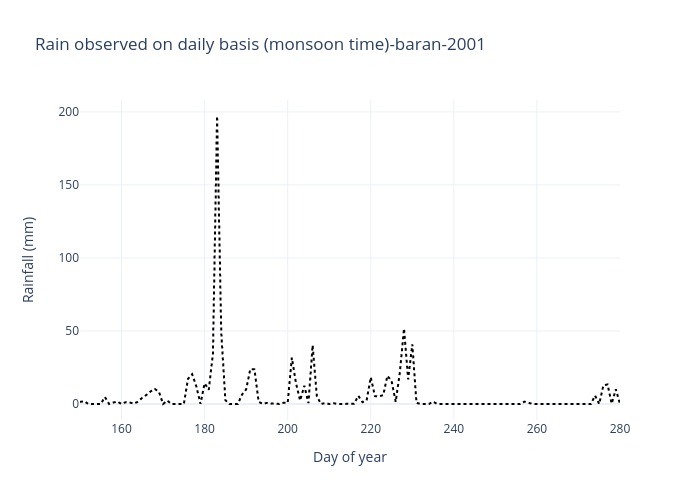 Rain observed on daily basis (monsoon time)-baran-2001
200
150
100
50
0
Rainfall (mm)
160 180 200 220 240 260 280
Day of year